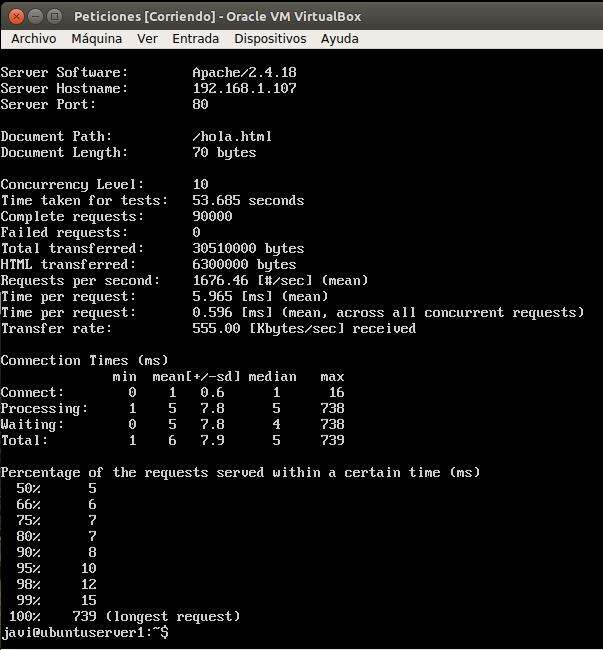 Peticiones [Corriendo] - Oracle VM VirtualBox
Archivo Máquina Ver Entrada Dispositivos Ayuda
Server Software: Apache/2.4.18
Server Hostname: 192.168.1.107
Server Port: 80
Document Path: /hola.html
Document Length: 70 bytes
Concurrency Level: 10
Time taken for tests: 53.685 seconds
Complete requests: 90000
Failed requests: 0
Total transferred: 30510000 bytes
HTML transferred: 6300000 bytes
Requests per second: 1676.46 [#/sec] (mean)
Time per request: 5.965 [ms] (mean)
Time per request: 0.596 [ms] (mean, across all concurrent requests)
Transfer rate: 555.00 [Kbytes/sec] received
Connection Times (ms)
min mean[+/-sd] median max
Connect: 0 1 0.6 1 16
Processing: 1 5 7.8 5 738
Waiting: 0 5 7.8 4 738
Total: 1 6 7.9 5 739
Percentage of the requests served within a certain time (ms)
50% 5
66% 6
75% 7
80% 7
90% 8
95% 10
98% 12
99% 15
100% 739 (longest request)
javi@ubuntuserver1:~$